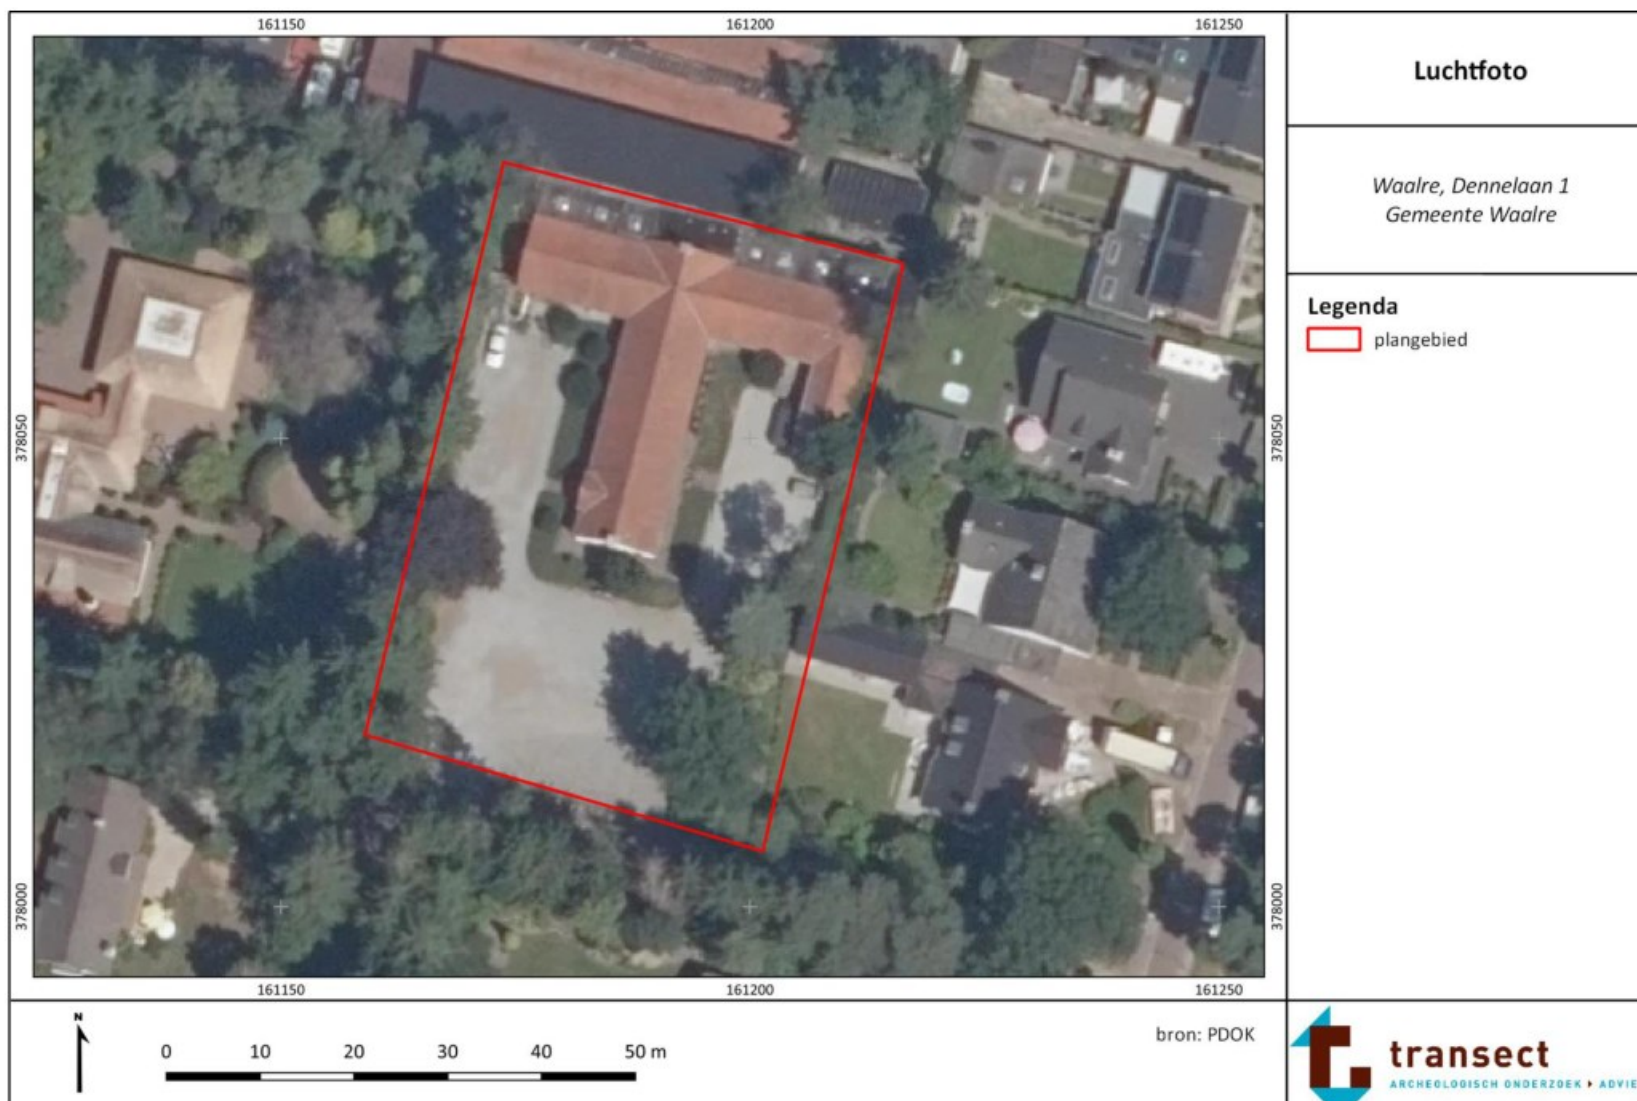 161150 161200 161250
Luchtfoto
Waalre, Dennelaan 1
Gemeente Waalre
Legenda
plangebied
378050 378050
378000 378000
161150 161200 161250
N
0 10 20 30 40 50 m
bron: PDOK
transect
ARCHEOLOGISCH ONDERZOEK ADVIE